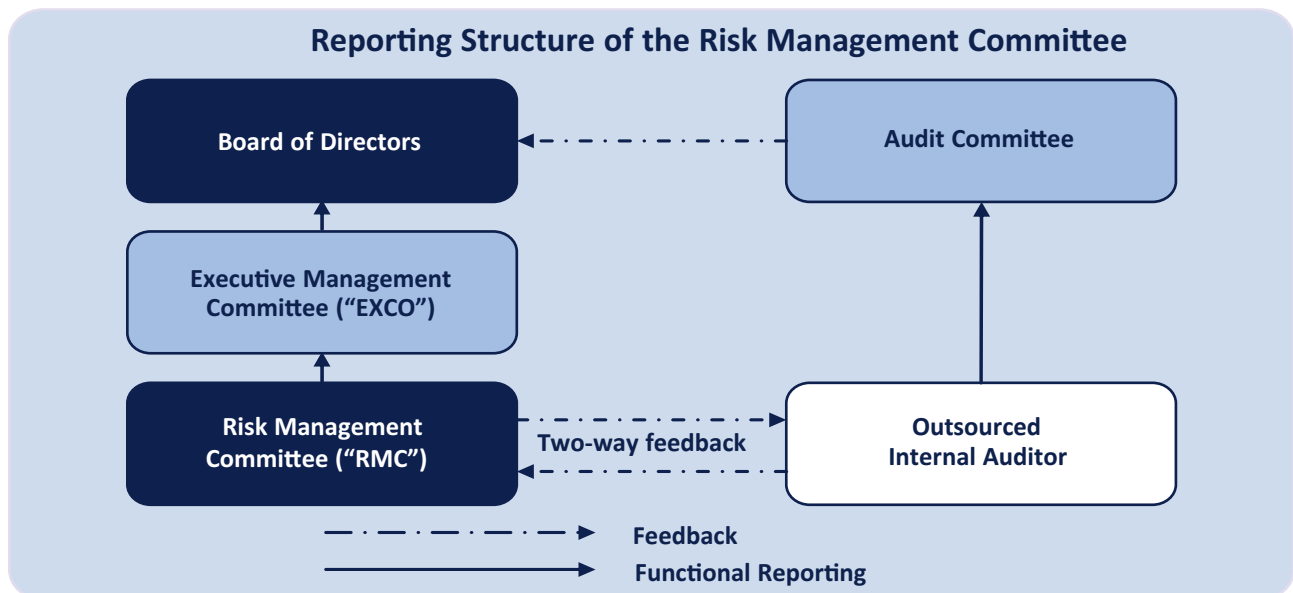 Reporting Structure of the Risk Management Committee
Board of Directors
Audit Committee
Executive Management
Committee (“EXCO”)
Risk Management
Committee (“RMC”)
Two-way feedback
Outsourced
Internal Auditor
Feedback
Functional Reporting